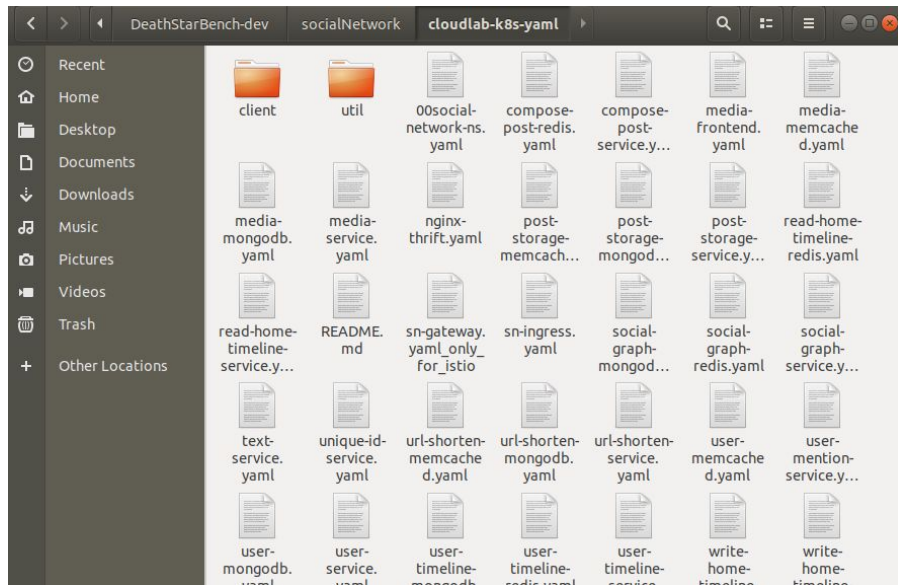 DeathStarBench-dev socialNetwork cloudlab-k8s-yaml
Recent
Home
Desktop
Documents
Downloads
Music
Pictures
Videos
Trash
+ Other Locations
client
util
00social-
network-ns.
yaml
compose-
post-redis.
yaml
compose-
post-
service.y...
media-
frontend.
yaml
media-
memcache
d.yaml
media-
mongodb.
yaml
media-
service.
yaml
nginx-
thrift.yaml
post-
storage-
memcach...
post-
storage-
mongod...
post-
storage-
service.y...
read-home-
timeline-
redis.yaml
read-home-
timeline-
service.y...
README.
md
sn-gateway.
yaml_only_
for_istio
sn-ingress.
yaml
social-
graph-
mongod...
social-
graph-
redis.yaml
social-
graph-
service.y...
text-
service.
yaml
unique-id-
service.
yaml
url-shorten-
memcache
d.yaml
url-shorten-
mongodb.
yaml
url-shorten-
service.
yaml
user-
memcache
d.yaml
user-
mention-
service.y...
user-
mongodb.
yaml
user-
service.
yaml
user-
timeline-
mongodb
user-
timeline-
redis.yaml
user-
timeline-
service
write-
home-
timeline
write-
home-
timeline